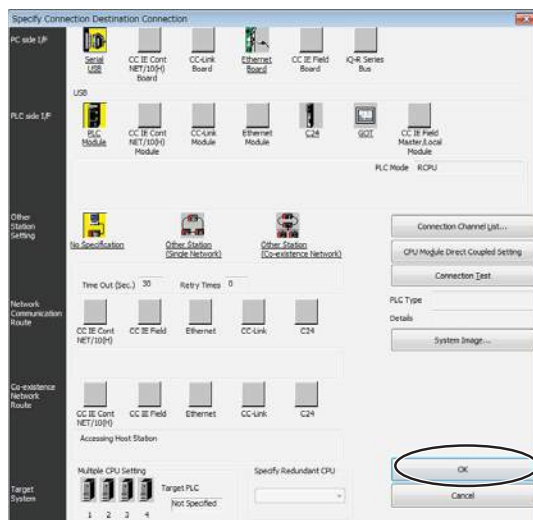 Specify Connection Destination Connection
PC side I/F
Serial USB
CC IE Cont NET/10(H) Board
CC-Link Board
Ethernet Board
CC IE Field Board
iQ-R Series Bus
USB
PLC side I/F
PLC Module
CC IE Cont NET/10(H) Module
CC-Link Module
Ethernet Module
C24
GOT
CC IE Field Master/Local Module
PLC Mode RCPU
Other Station Setting
No Specification
Other Station (Single Network)
Other Station (Co-existence Network)
Connection Channel List...
CPU Module Direct Coupled Setting
Connection Test
Time Out (Sec.) 30 Retry Times 0
PLC Type
Details
System Image...
Network Communication Route
CC IE Cont NET/10(H)
CC IE Field
Ethernet
CC-Link
C24
Co-existence Network Route
CC IE Cont NET/10(H)
CC IE Field
Ethernet
CC-Link
C24
Accessing Host Station
Target System
Multiple CPU Setting
1 2 3 4
Target PLC
Not Specified
Specify Redundant CPU
OK
Cancel